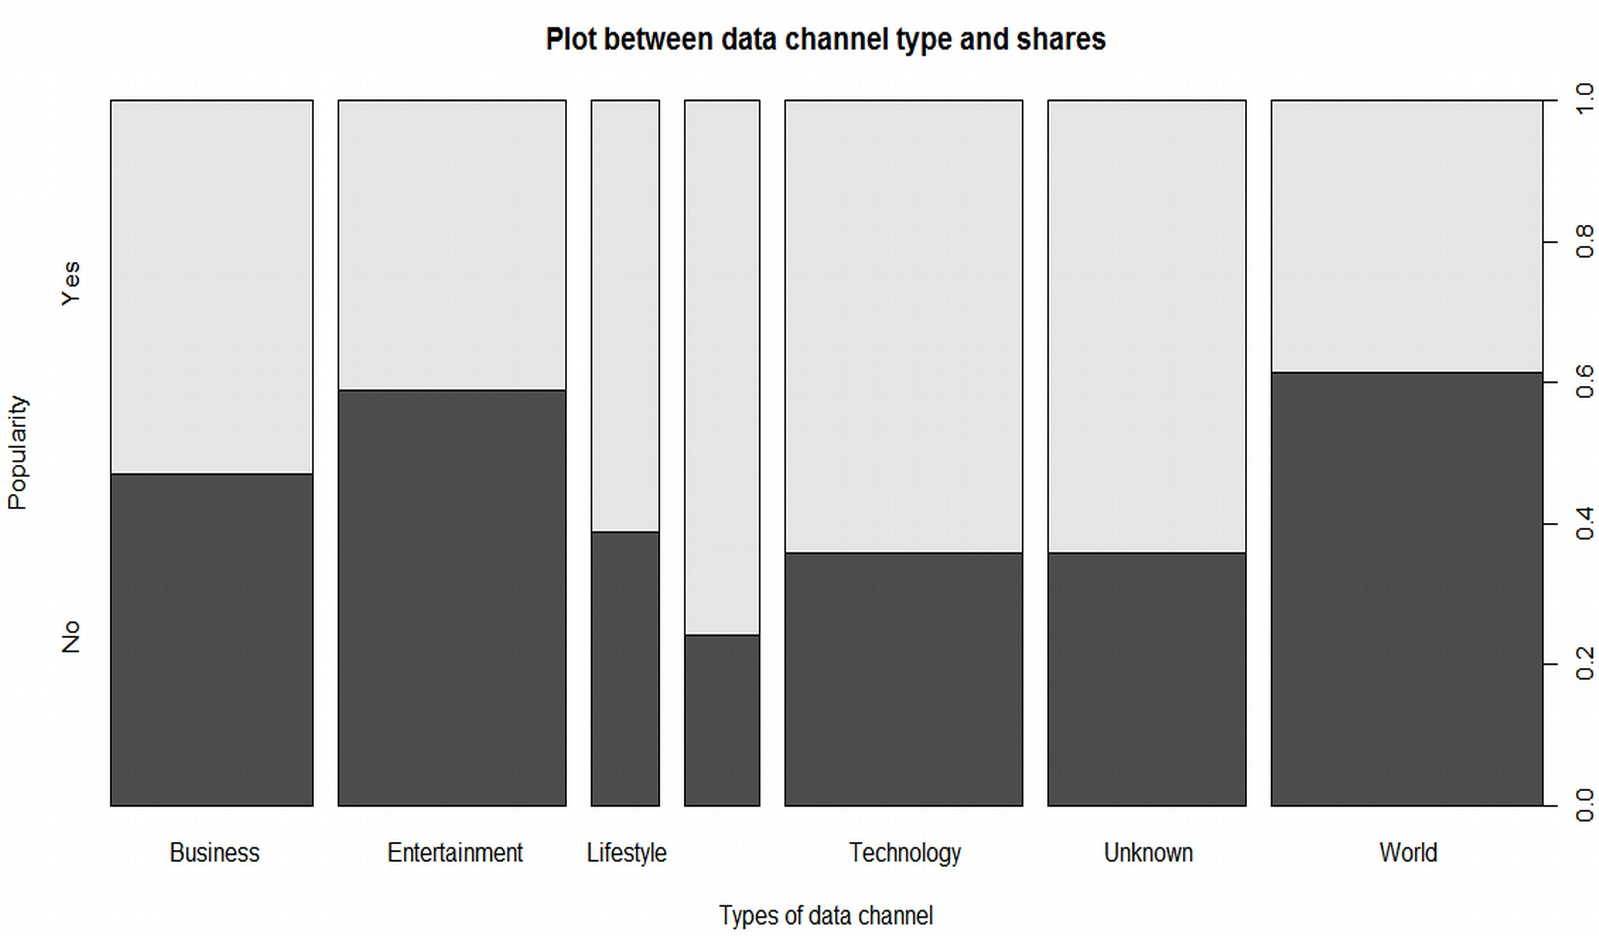 Plot between data channel type and shares
Popularity
Yes
No
1.0
0.8
0.6
0.4
0.2
0.0
Business Entertainment Lifestyle Technology Unknown World
Types of data channel